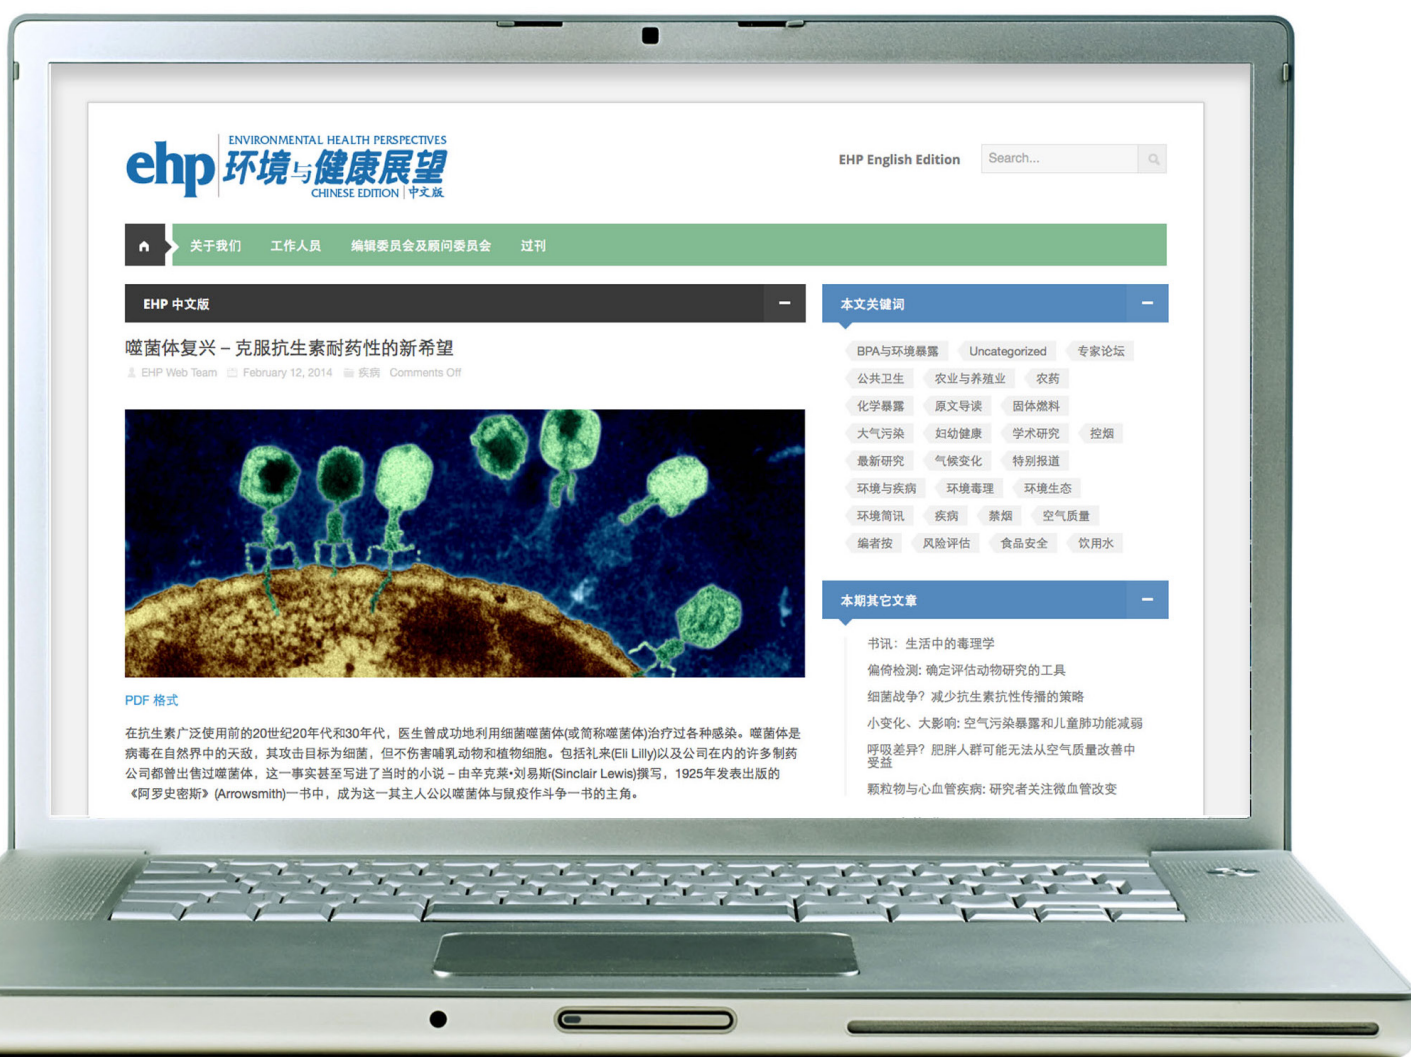 ehp
ENVIRONMENTAL HEALTH PERSPECTIVES
环境与健康展望
CHINESE EDITION | 中文版
EHP English Edition
Search...
关于我们 工作人员 编辑委员会及顾问委员会 过刊
EHP 中文版
噬菌体复兴 – 克服抗生素耐药性的新希望
EHP Web Team February 12, 2014 疾病 Comments Off
PDF 格式
在抗生素广泛使用前的20世纪20年代和30年代，医生曾成功地利用细菌噬菌体(或简称噬菌体)治疗过各种感染。噬菌体是
病毒在自然界中的天敌，其攻击目标为细菌，但不伤害哺乳动物和植物细胞。包括礼来(Eli Lilly)以及公司在内的许多制药
公司都曾出售过噬菌体，这一事实甚至写进了当时的小说 – 由辛克莱•刘易斯(Sinclair Lewis)撰写，1925年发表出版的
《阿罗史密斯》(Arrowsmith)一书中，成为这一其主人公以噬菌体与鼠疫作斗争一书的主角。
本文关键词
BPA与环境暴露 Uncategorized 专家论坛
公共卫生 农业与养殖业 农药
化学暴露 原文导读 固体燃料
大气污染 妇幼健康 学术研究 控烟
最新研究 气候变化 特别报道
环境与疾病 环境毒理 环境生态
环境简讯 疾病 禁烟 空气质量
编者按 风险评估 食品安全 饮用水
本期其它文章
书讯：生活中的毒理学
偏倚检测: 确定评估动物研究的工具
细菌战争？减少抗生素抗性传播的策略
小变化、大影响: 空气污染暴露和儿童肺功能减弱
呼吸差异？肥胖人群可能无法从空气质量改善中
受益
颗粒物与心血管疾病: 研究者关注微血管改变